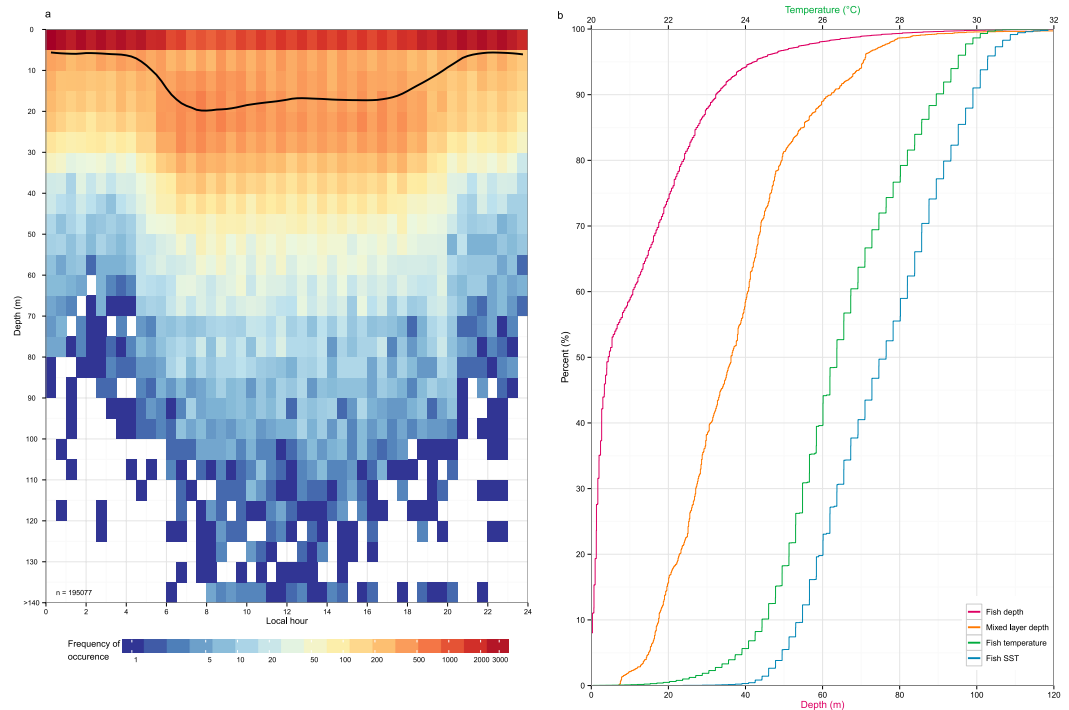 a
0
10
20
30
40
50
60
70
80
90
100
110
120
130
>140
Depth (m)
n = 195077
0 2 4 6 8 10 12 14 16 18 20 22 24
Local hour
Frequency of
occurence
1 5 10 20 50 100 200 500 1000 2000 3000
b
Temperature (°C)
20 22 24 26 28 30 32
100
90
80
70
60
50
40
30
20
10
0
Percent (%)
Fish depth
Mixed layer depth
Fish temperature
Fish SST
0 20 40 60 80 100 120
Depth (m)